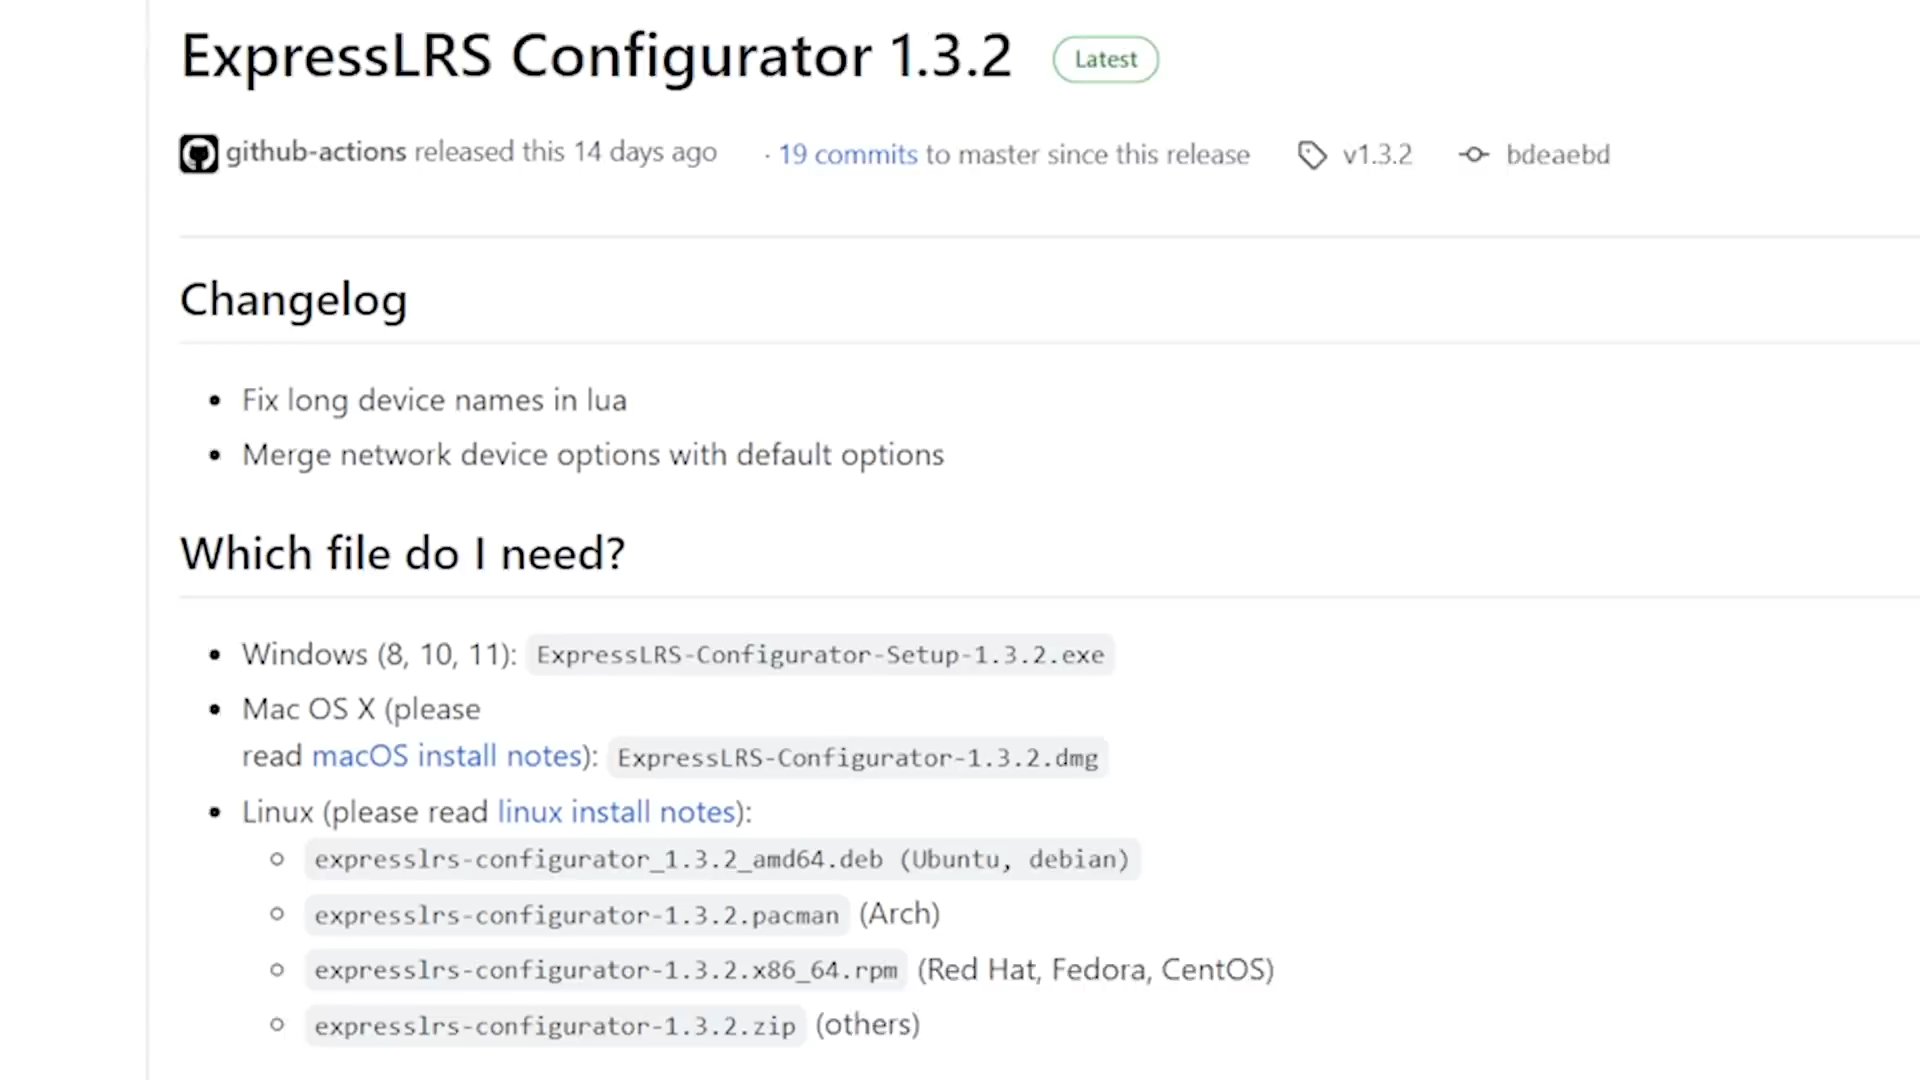 ExpressLRS Configurator 1.3.2 Latest
github-actions released this 14 days ago · 19 commits to master since this release v1.3.2 bdeaebd
Changelog
Fix long device names in lua
Merge network device options with default options
Which file do I need?
Windows (8, 10, 11): ExpressLRS-Configurator-Setup-1.3.2.exe
Mac OS X (please
read macOS install notes): ExpressLRS-Configurator-1.3.2.dmg
Linux (please read linux install notes):
expresslrs-configurator_1.3.2_amd64.deb (Ubuntu, debian)
expresslrs-configurator-1.3.2.pacman (Arch)
expresslrs-configurator-1.3.2.x86_64.rpm (Red Hat, Fedora, CentOS)
expresslrs-configurator-1.3.2.zip (others)